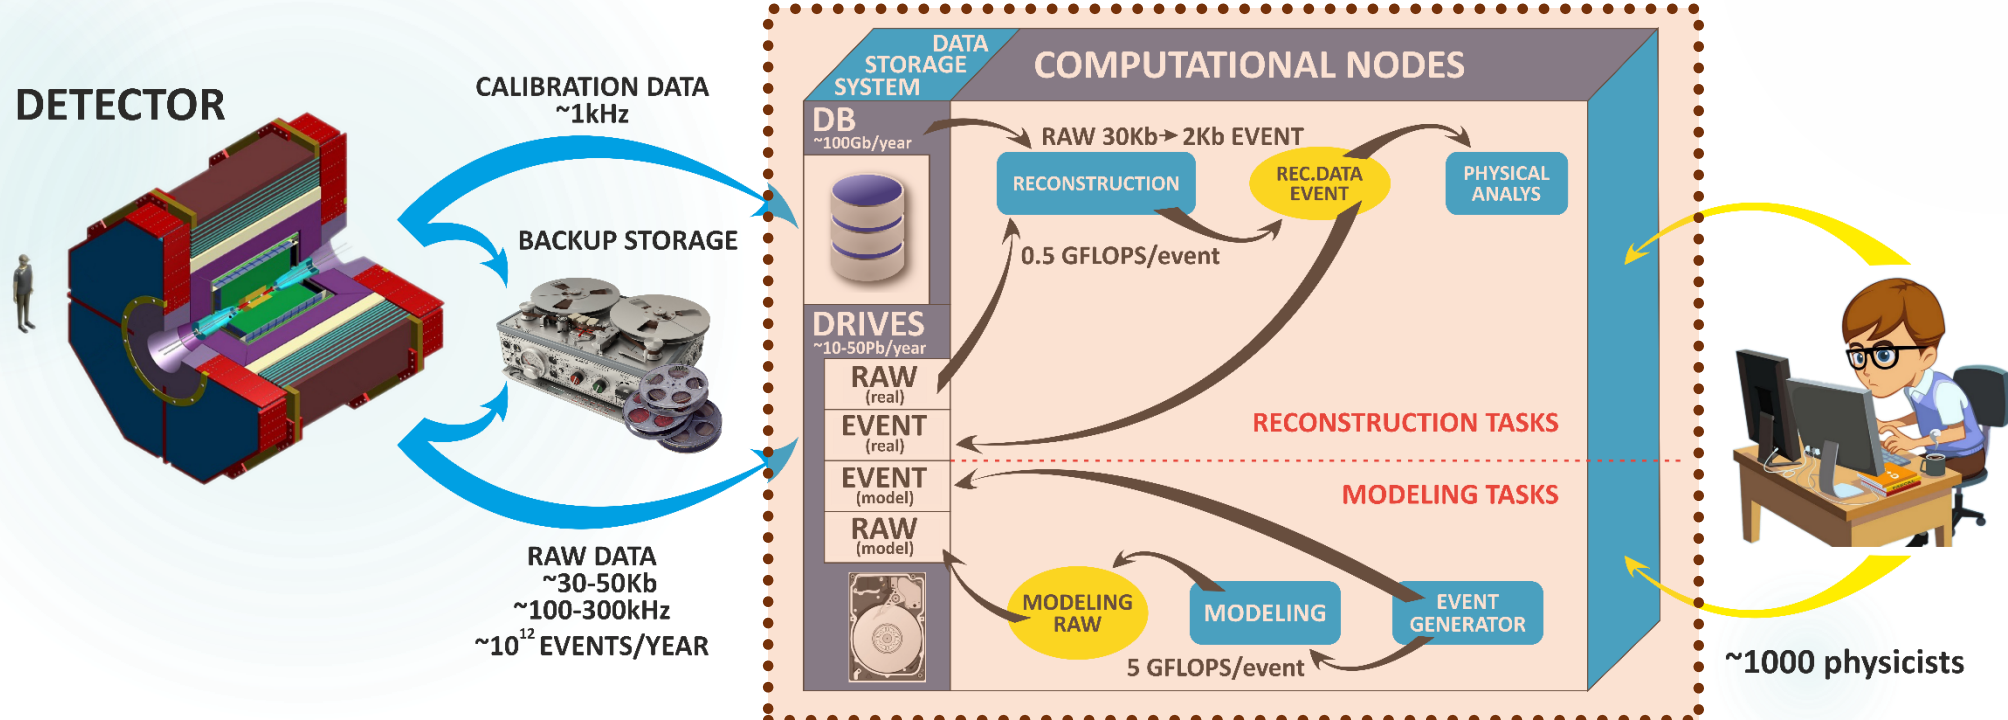 DETECTOR
CALIBRATION DATA
~1kHz
BACKUP STORAGE
RAW DATA
~30-50Kb
~100-300kHz
~10¹² EVENTS/YEAR
DATA
STORAGE
SYSTEM
COMPUTATIONAL NODES
DB
~100Gb/year
DRIVES
~10-50Pb/year
RAW
(real)
EVENT
(real)
EVENT
(model)
RAW
(model)
RAW 30Kb→2Kb EVENT
RECONSTRUCTION
REC.DATA
EVENT
PHYSICAL
ANALYS
0.5 GFLOPS/event
RECONSTRUCTION TASKS
MODELING TASKS
MODELING
RAW
MODELING
EVENT
GENERATOR
5 GFLOPS/event
~1000 physicists